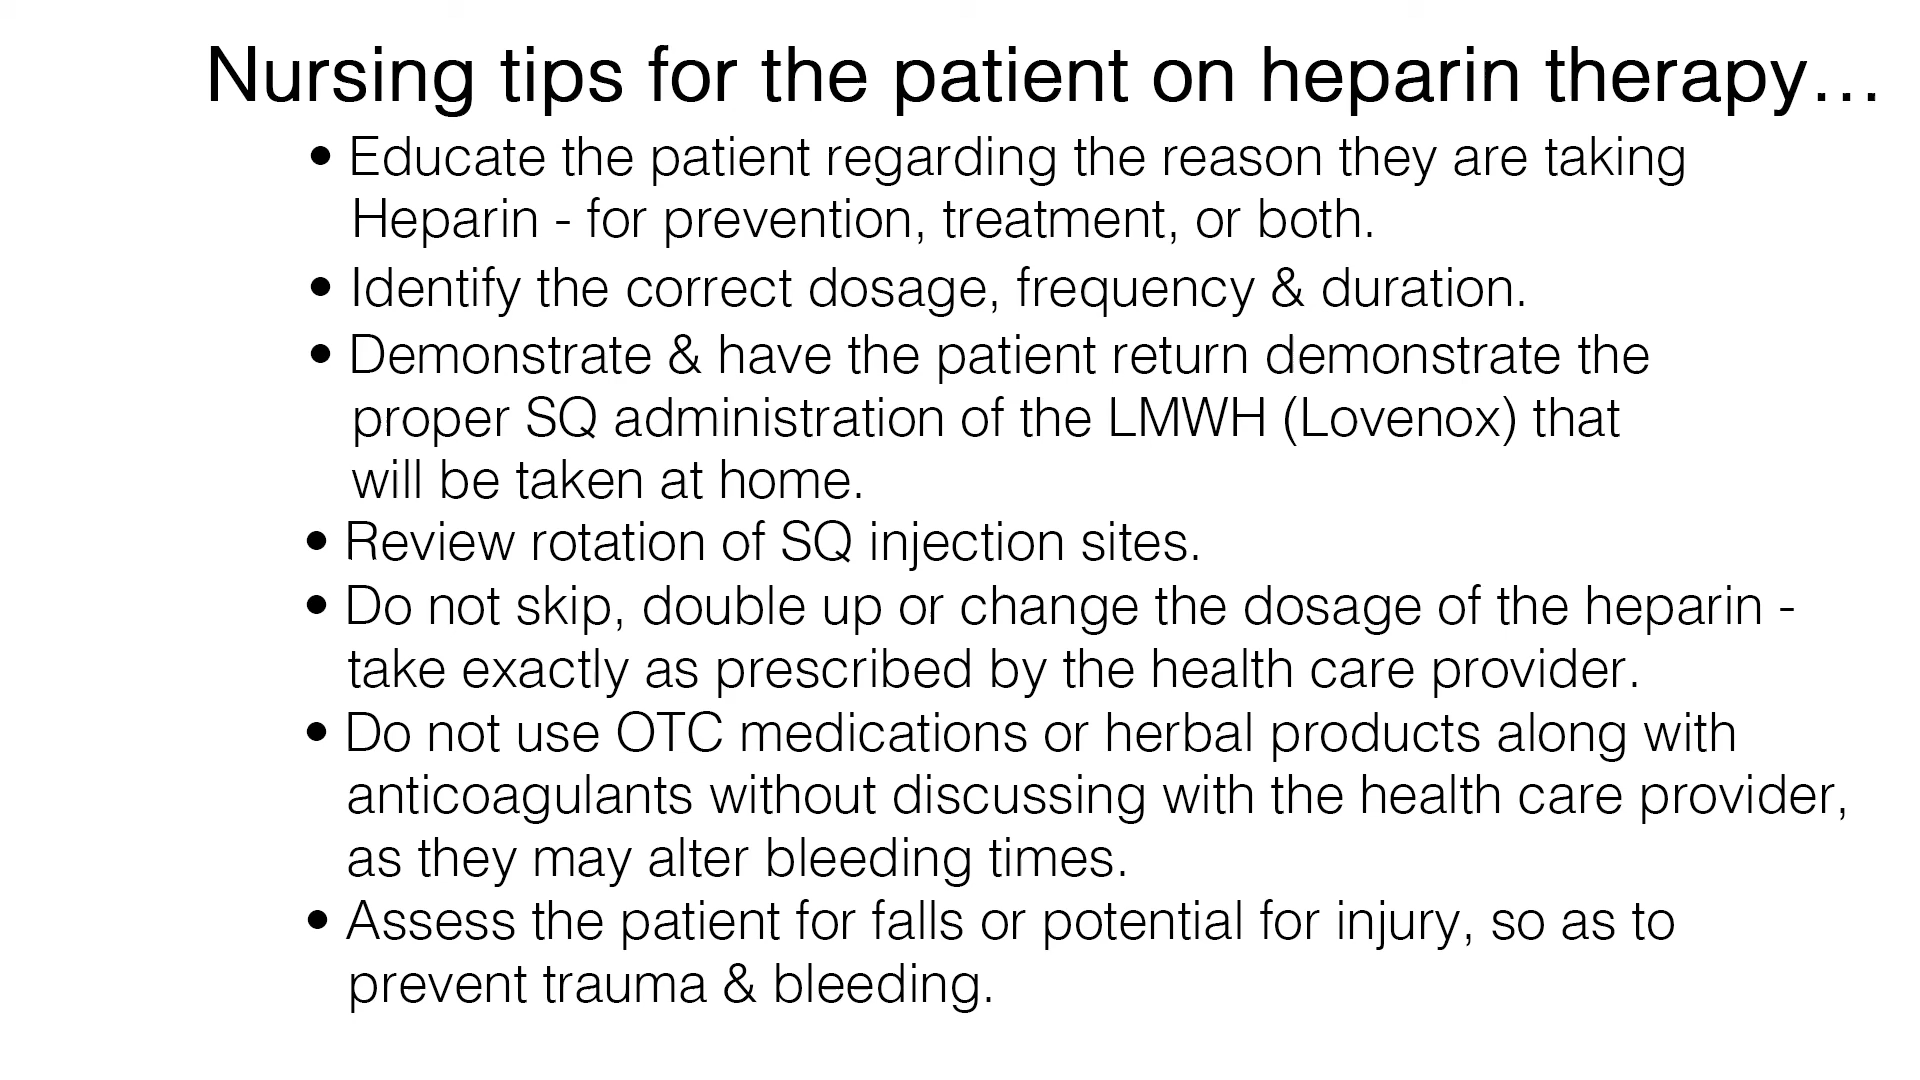 Nursing tips for the patient on heparin therapy...
• Educate the patient regarding the reason they are taking
Heparin - for prevention, treatment, or both.
• Identify the correct dosage, frequency & duration.
• Demonstrate & have the patient return demonstrate the
proper SQ administration of the LMWH (Lovenox) that
will be taken at home.
• Review rotation of SQ injection sites.
• Do not skip, double up or change the dosage of the heparin -
take exactly as prescribed by the health care provider.
• Do not use OTC medications or herbal products along with
anticoagulants without discussing with the health care provider,
as they may alter bleeding times.
• Assess the patient for falls or potential for injury, so as to
prevent trauma & bleeding.